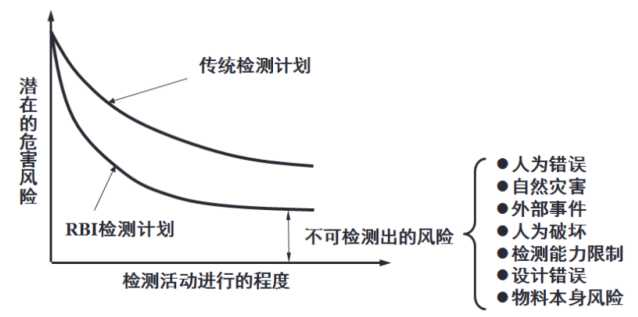 传统检测计划
潜在的危害风险
RBI检测计划
不可检测出的风险
检测活动进行的程度
●人为错误
●自然灾害
●外部事件
●人为破坏
●检测能力限制
●设计错误
●物料本身风险